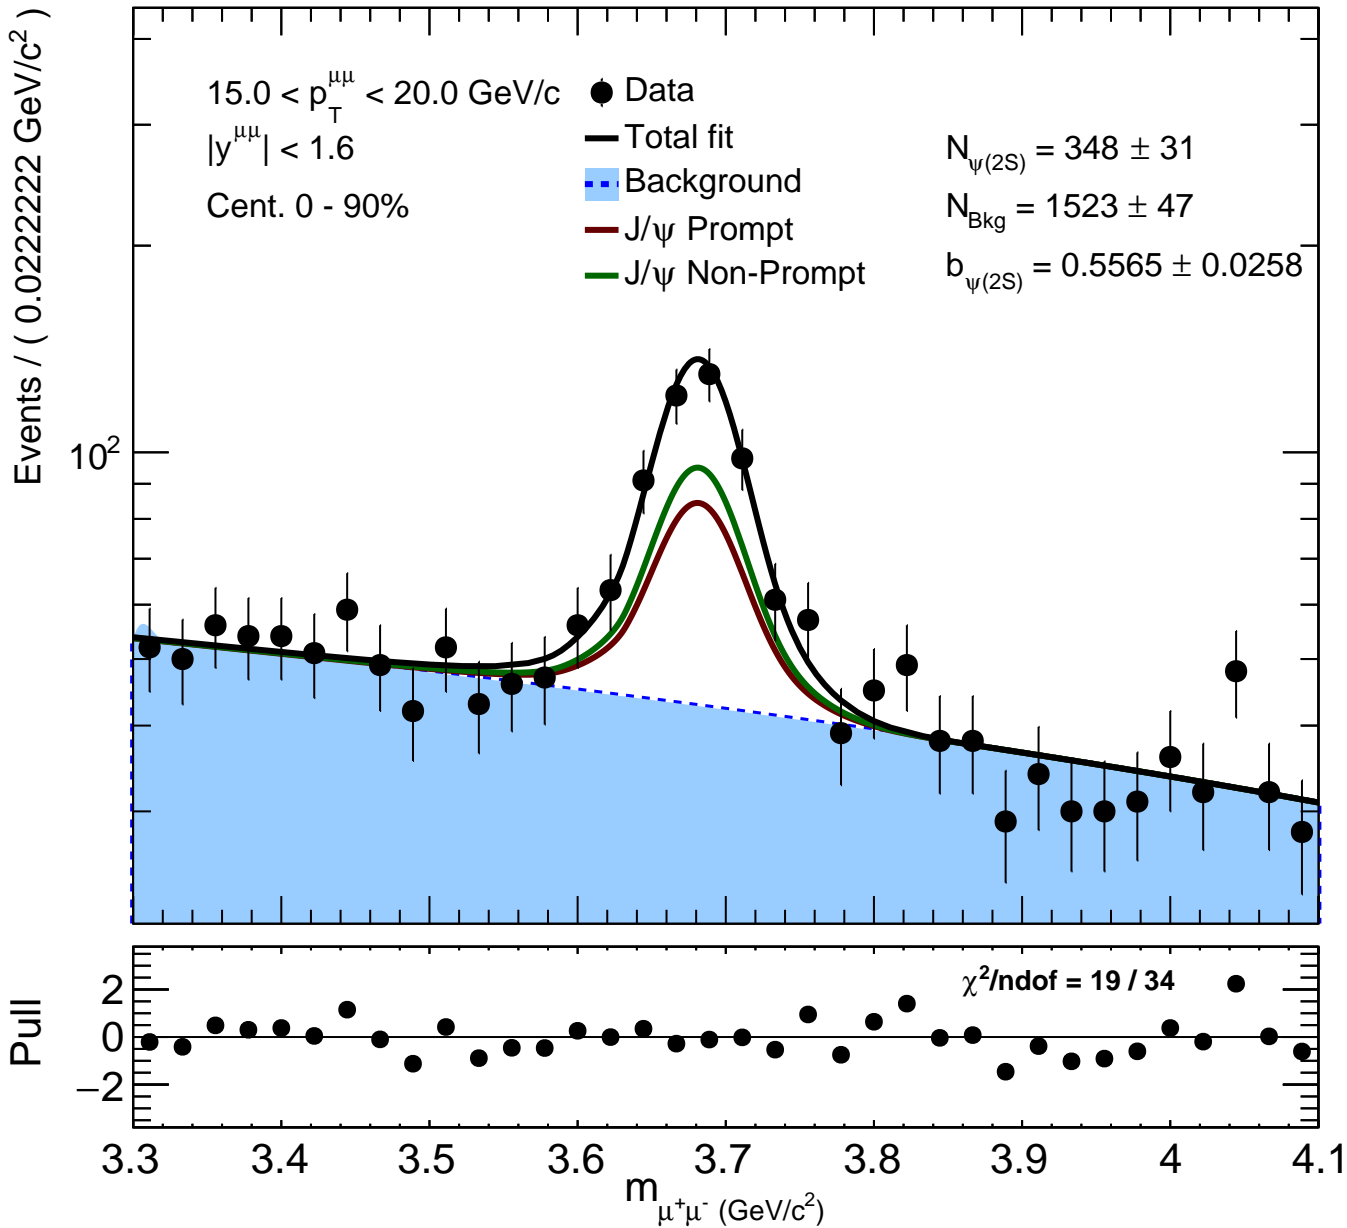 Events / ( 0.0222222 GeV/c²)
15.0 < p_T^μμ < 20.0 GeV/c
|y^μμ| < 1.6
Cent. 0 - 90%
Data
Total fit
Background
J/ψ Prompt
J/ψ Non-Prompt
N_ψ(2S) = 348 ± 31
N_Bkg = 1523 ± 47
b_ψ(2S) = 0.5565 ± 0.0258
10²
Pull
χ²/ndof = 19 / 34
2
0
−2
3.3 3.4 3.5 3.6 3.7 3.8 3.9 4 4.1
m_μ⁺μ⁻ (GeV/c²)